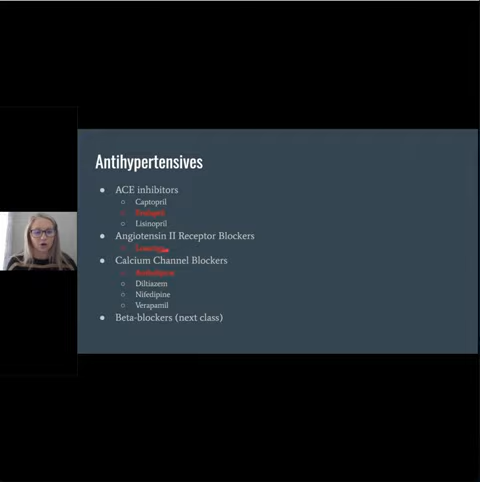 Antihypertensives
ACE inhibitors
Captopril
Lisinopril
Angiotensin II Receptor Blockers
Calcium Channel Blockers
Amlodipine
Diltiazem
Nifedipine
Verapamil
Beta-blockers (next class)